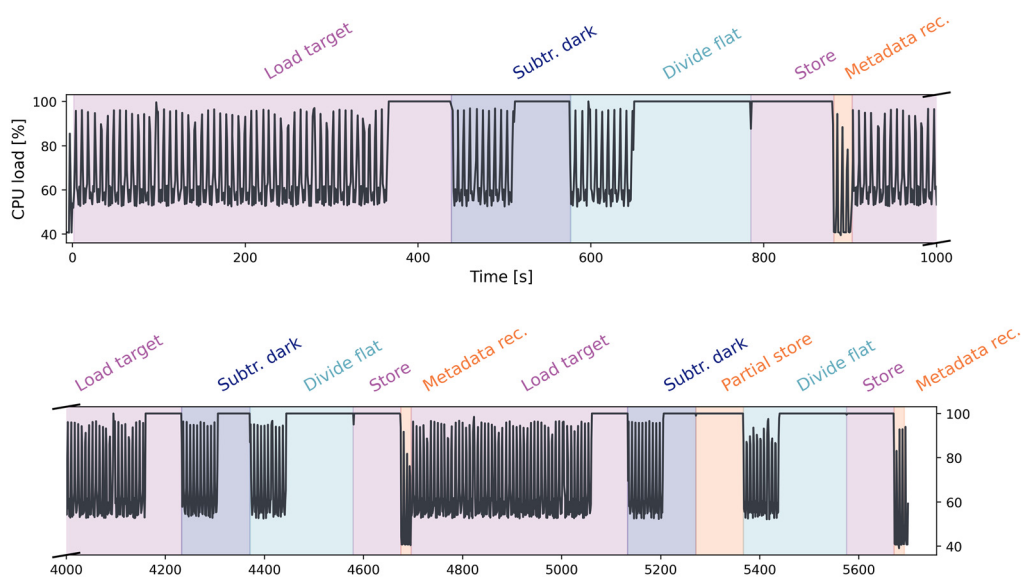 Load target
Subtr. dark
Divide flat
Store
Metadata rec.
100
80
60
40
CPU load [%]
0
200
400
600
800
1000
Time [s]
Load target
Subtr. dark
Divide flat
Store
Metadata rec.
Load target
Subtr. dark
Partial store
Divide flat
Store
Metadata rec.
100
80
60
40
4000
4200
4400
4600
4800
5000
5200
5400
5600